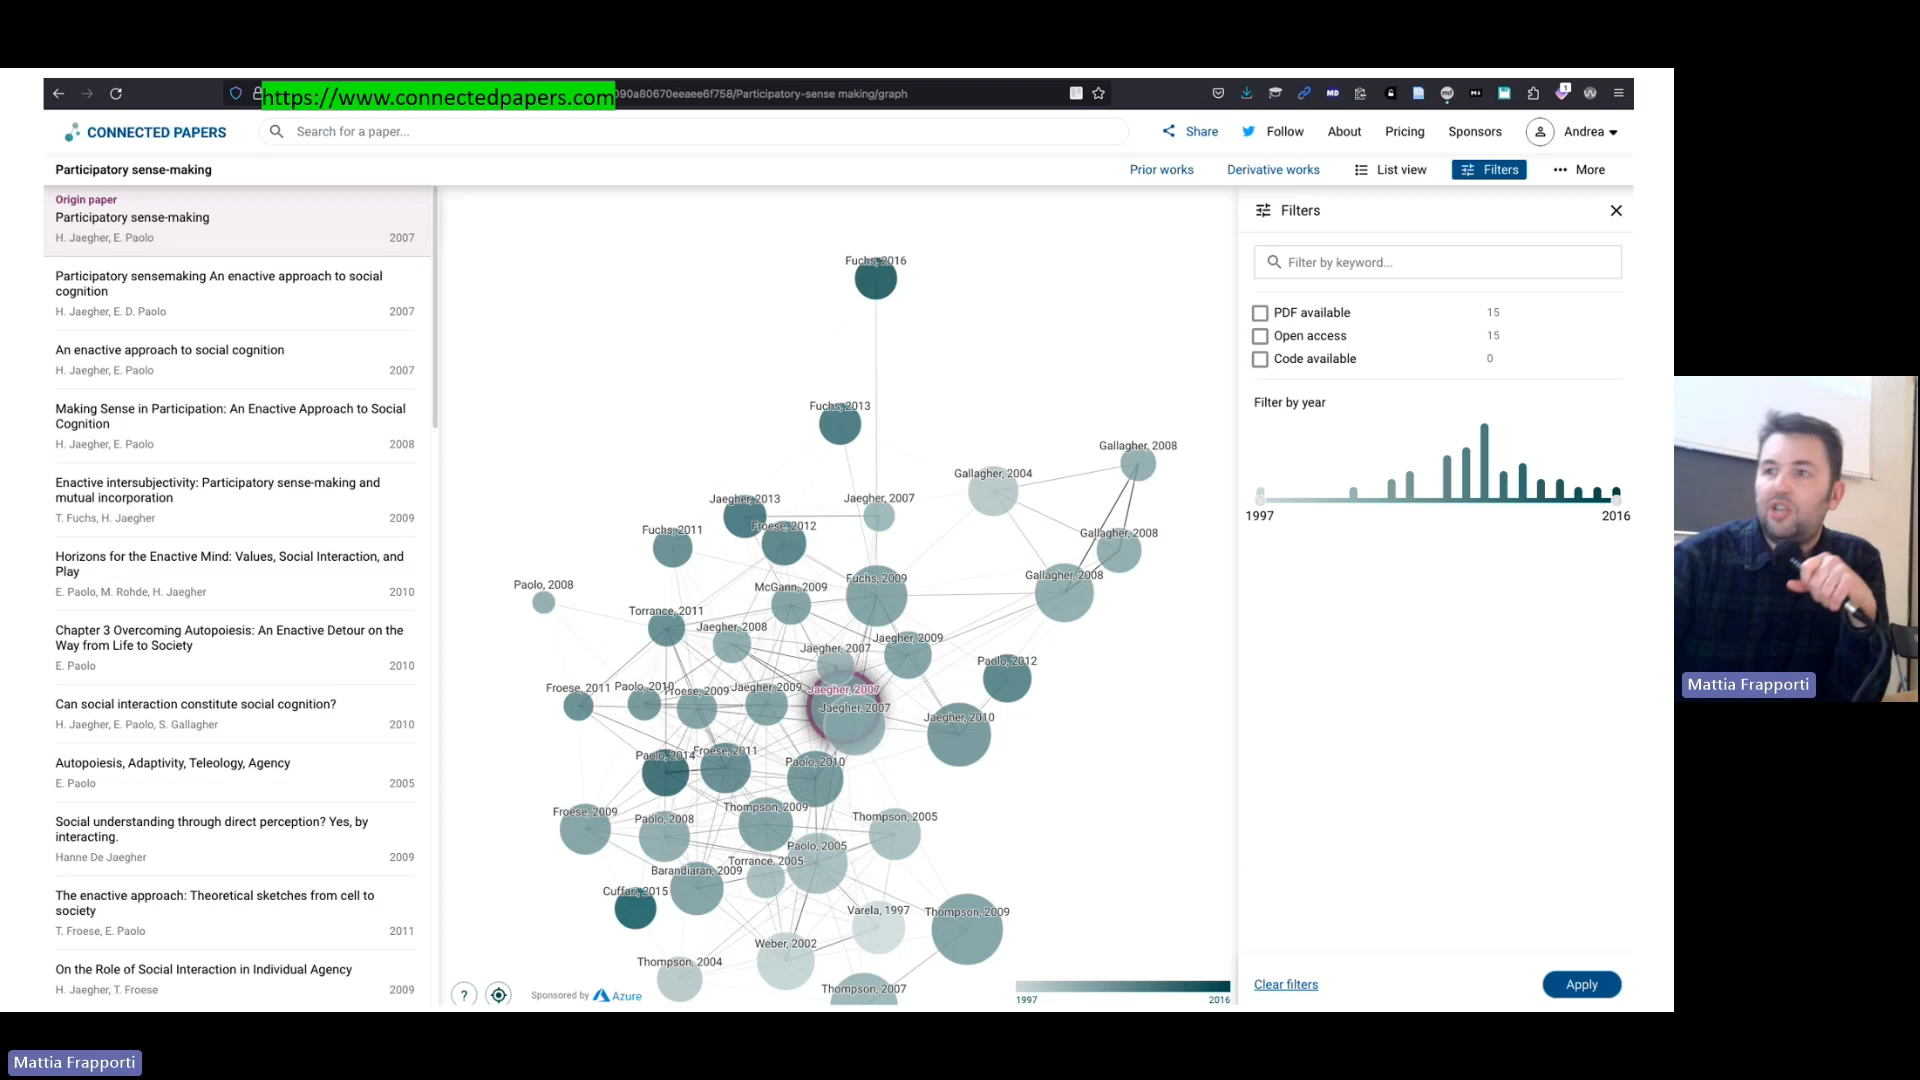 https://www.connectedpapers.com
090a80670eeaee6f758/Participatory-sense making/graph
CONNECTED PAPERS
Search for a paper...
Share
Follow
About
Pricing
Sponsors
Andrea
Participatory sense-making
Prior works
Derivative works
List view
Filters
More
Origin paper
Participatory sense-making
H. Jaegher, E. Paolo 2007
Participatory sensemaking An enactive approach to social
cognition
H. Jaegher, E. D. Paolo 2007
An enactive approach to social cognition
H. Jaegher, E. Paolo 2007
Making Sense in Participation: An Enactive Approach to Social
Cognition
H. Jaegher, E. Paolo 2008
Enactive intersubjectivity: Participatory sense-making and
mutual incorporation
T. Fuchs, H. Jaegher 2009
Horizons for the Enactive Mind: Values, Social Interaction, and
Play
E. Paolo, M. Rohde, H. Jaegher 2010
Chapter 3 Overcoming Autopoiesis: An Enactive Detour on the
Way from Life to Society
E. Paolo 2010
Can social interaction constitute social cognition?
H. Jaegher, E. Paolo, S. Gallagher 2010
Autopoiesis, Adaptivity, Teleology, Agency
E. Paolo 2005
Social understanding through direct perception? Yes, by
interacting.
Hanne De Jaegher 2009
The enactive approach: Theoretical sketches from cell to
society
T. Froese, E. Paolo 2011
On the Role of Social Interaction in Individual Agency
H. Jaegher, T. Froese 2009
Fuchs, 2016
Fuchs, 2013
Gallagher, 2008
Gallagher, 2004
Jaegher, 2013
Jaegher, 2007
Froese, 2012
Fuchs, 2011
Gallagher, 2008
Gallagher, 2008
Fuchs, 2009
Paolo, 2008
McGann, 2009
Torrance, 2011
Jaegher, 2008
Jaegher, 2009
Jaegher, 2007
Paolo, 2012
Froese, 2011
Paolo, 2010
Froese, 2009
Jaegher, 2009
Jaegher, 2007
Jaegher, 2007
Jaegher, 2010
Paolo, 2014
Froese, 2011
Paolo, 2010
Froese, 2009
Paolo, 2008
Thompson, 2009
Thompson, 2005
Paolo, 2005
Torrance, 2005
Barandiaran, 2009
Cuffari, 2015
Varela, 1997
Thompson, 2009
Weber, 2002
Thompson, 2004
Thompson, 2007
?
Sponsored by Azure
1997 2016
Filters
Filter by keyword...
PDF available 15
Open access 15
Code available 0
Filter by year
1997 2016
Clear filters
Apply
Mattia Frapporti
Mattia Frapporti